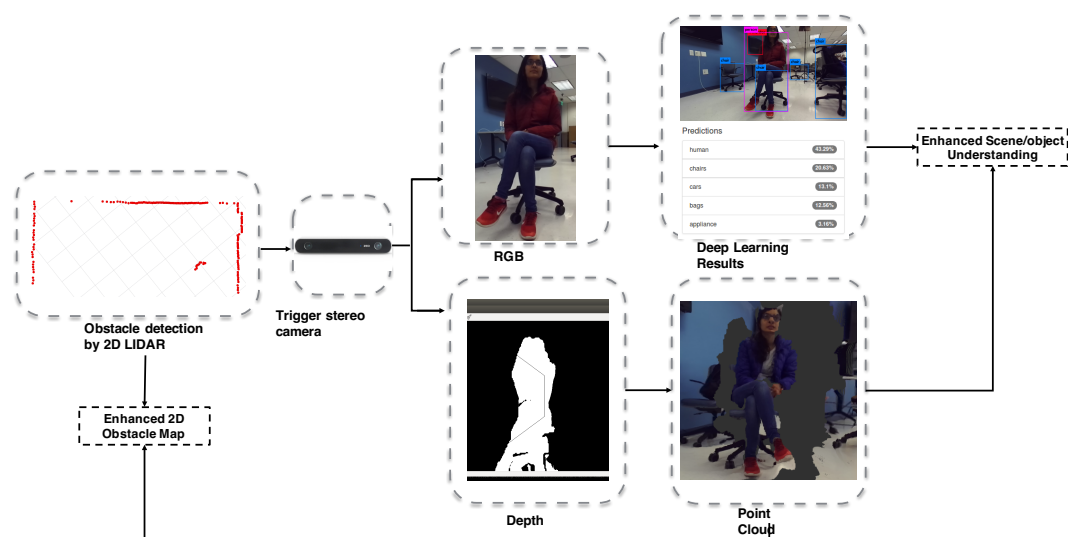 Obstacle detection
by 2D LIDAR
Enhanced 2D
Obstacle Map
Trigger stereo
camera
RGB
Depth
Predictions
human 43.29%
chairs 20.63%
cars 13.1%
bags 12.56%
appliance 3.16%
Deep Learning
Results
Point
Cloud
Enhanced Scene/object
Understanding